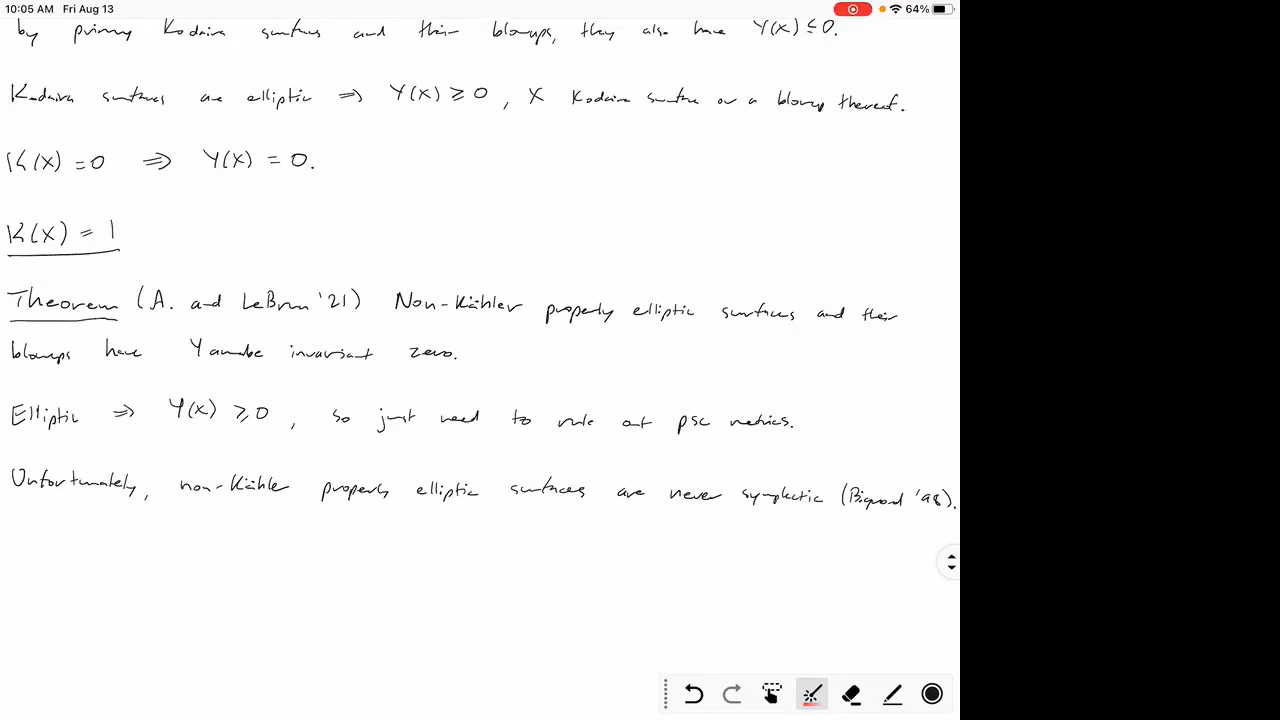 10:05 AM Fri Aug 13 64%
by primary Kodaira surfaces and their blowups, they also have Y(X) ≤ 0.
Kodaira surfaces are elliptic ⇒ Y(X) ≥ 0, X Kodaira surface or a blowup thereof.
K(X) = 0 ⇒ Y(X) = 0.
K(X) = 1
Theorem (A. and LeBrun '21) Non-Kähler properly elliptic surfaces and their
blowups have Yamabe invariant zero.
Elliptic ⇒ Y(X) ≥ 0, so just need to rule out psc metrics.
Unfortunately, non-Kähler properly elliptic surfaces are never symplectic (Biquard '98).